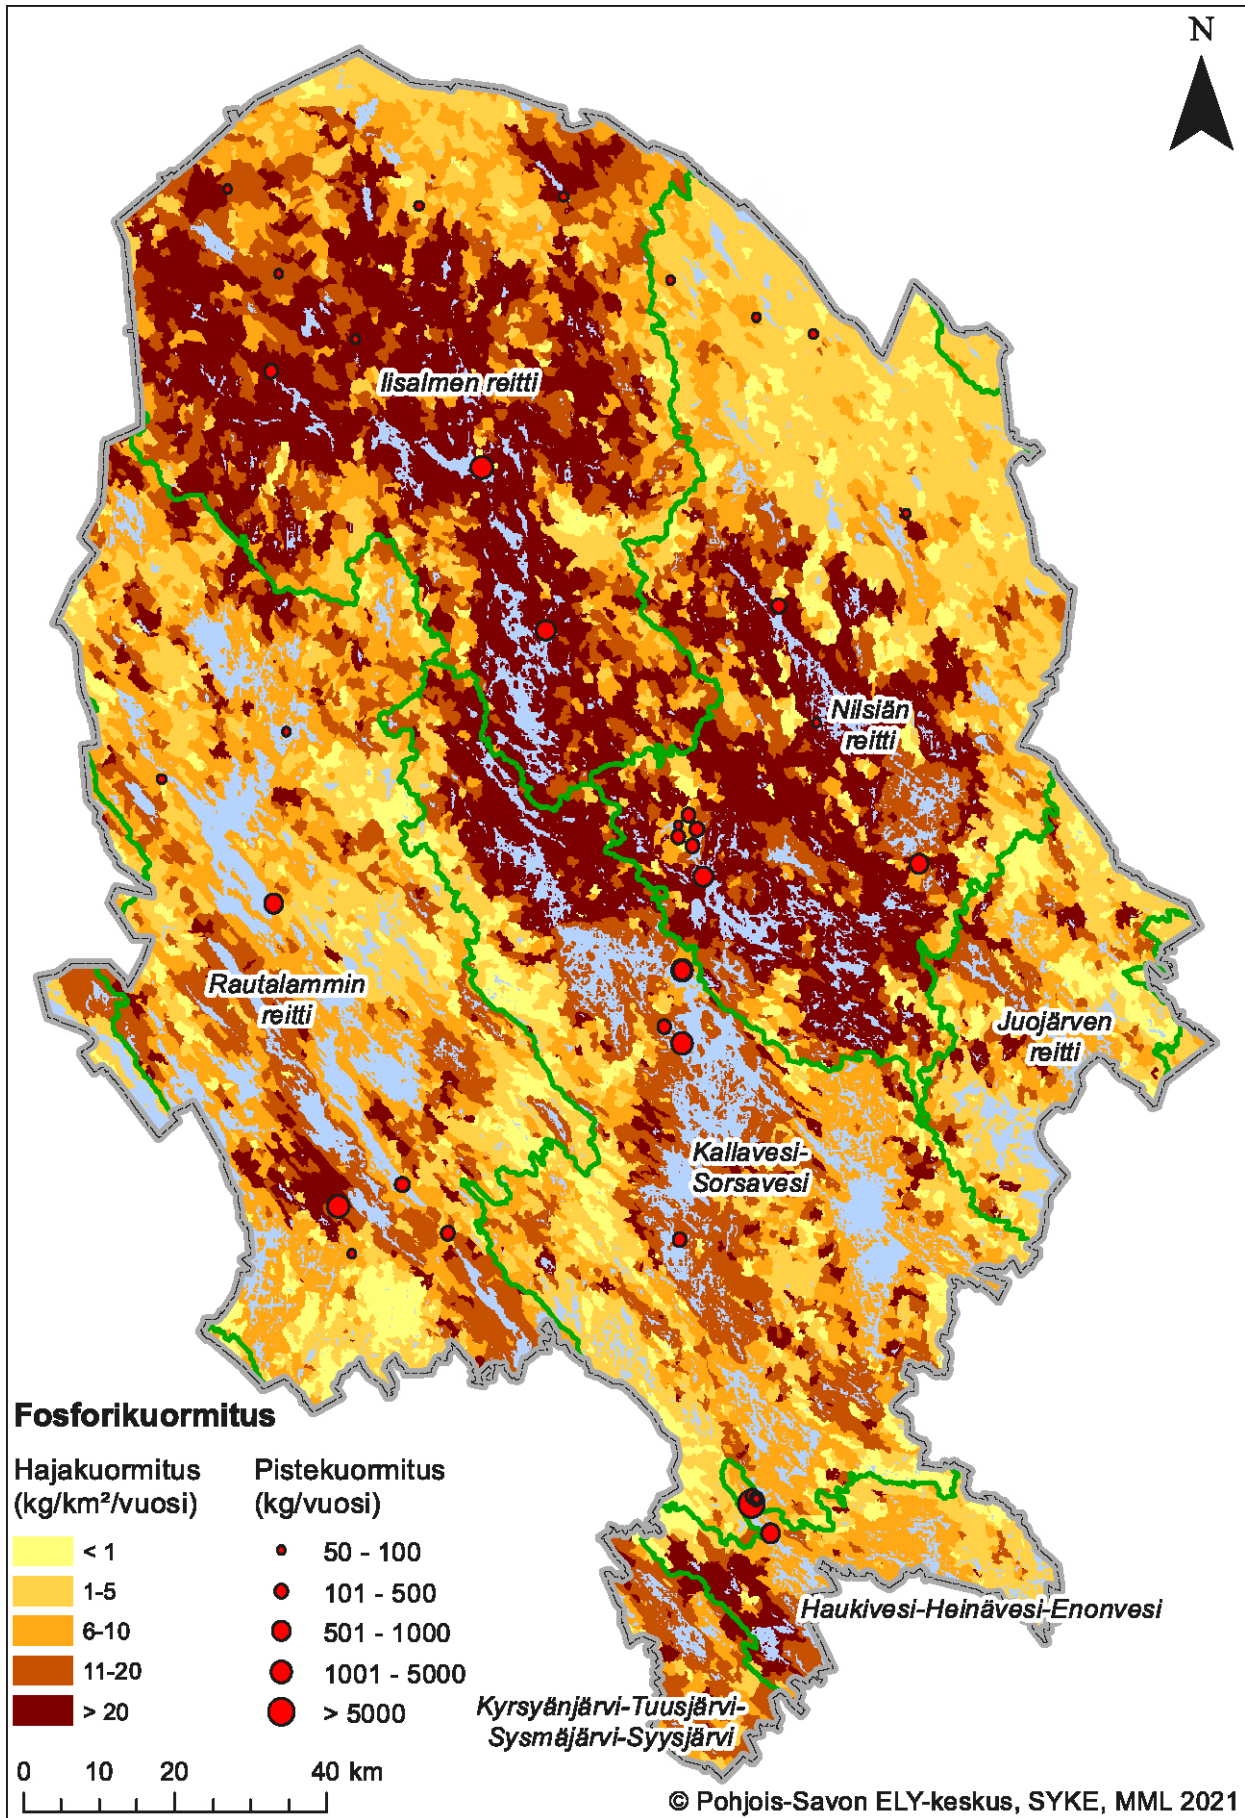 N
Iisalmen reitti
Nilsiän
reitti
Rautalammin
reitti
Juojärven
reitti
Kallavesi-
Sorsavesi
Fosforikuormitus
Hajakuormitus
(kg/km²/vuosi)
< 1
1-5
6-10
11-20
> 20
Pistekuormitus
(kg/vuosi)
50 - 100
101 - 500
501 - 1000
1001 - 5000
> 5000
Haukivesi-Heinävesi-Enonvesi
Kyrsyänjärvi-Tuusjärvi-
Sysmäjärvi-Syysjärvi
0 10 20 40 km
© Pohjois-Savon ELY-keskus, SYKE, MML 2021